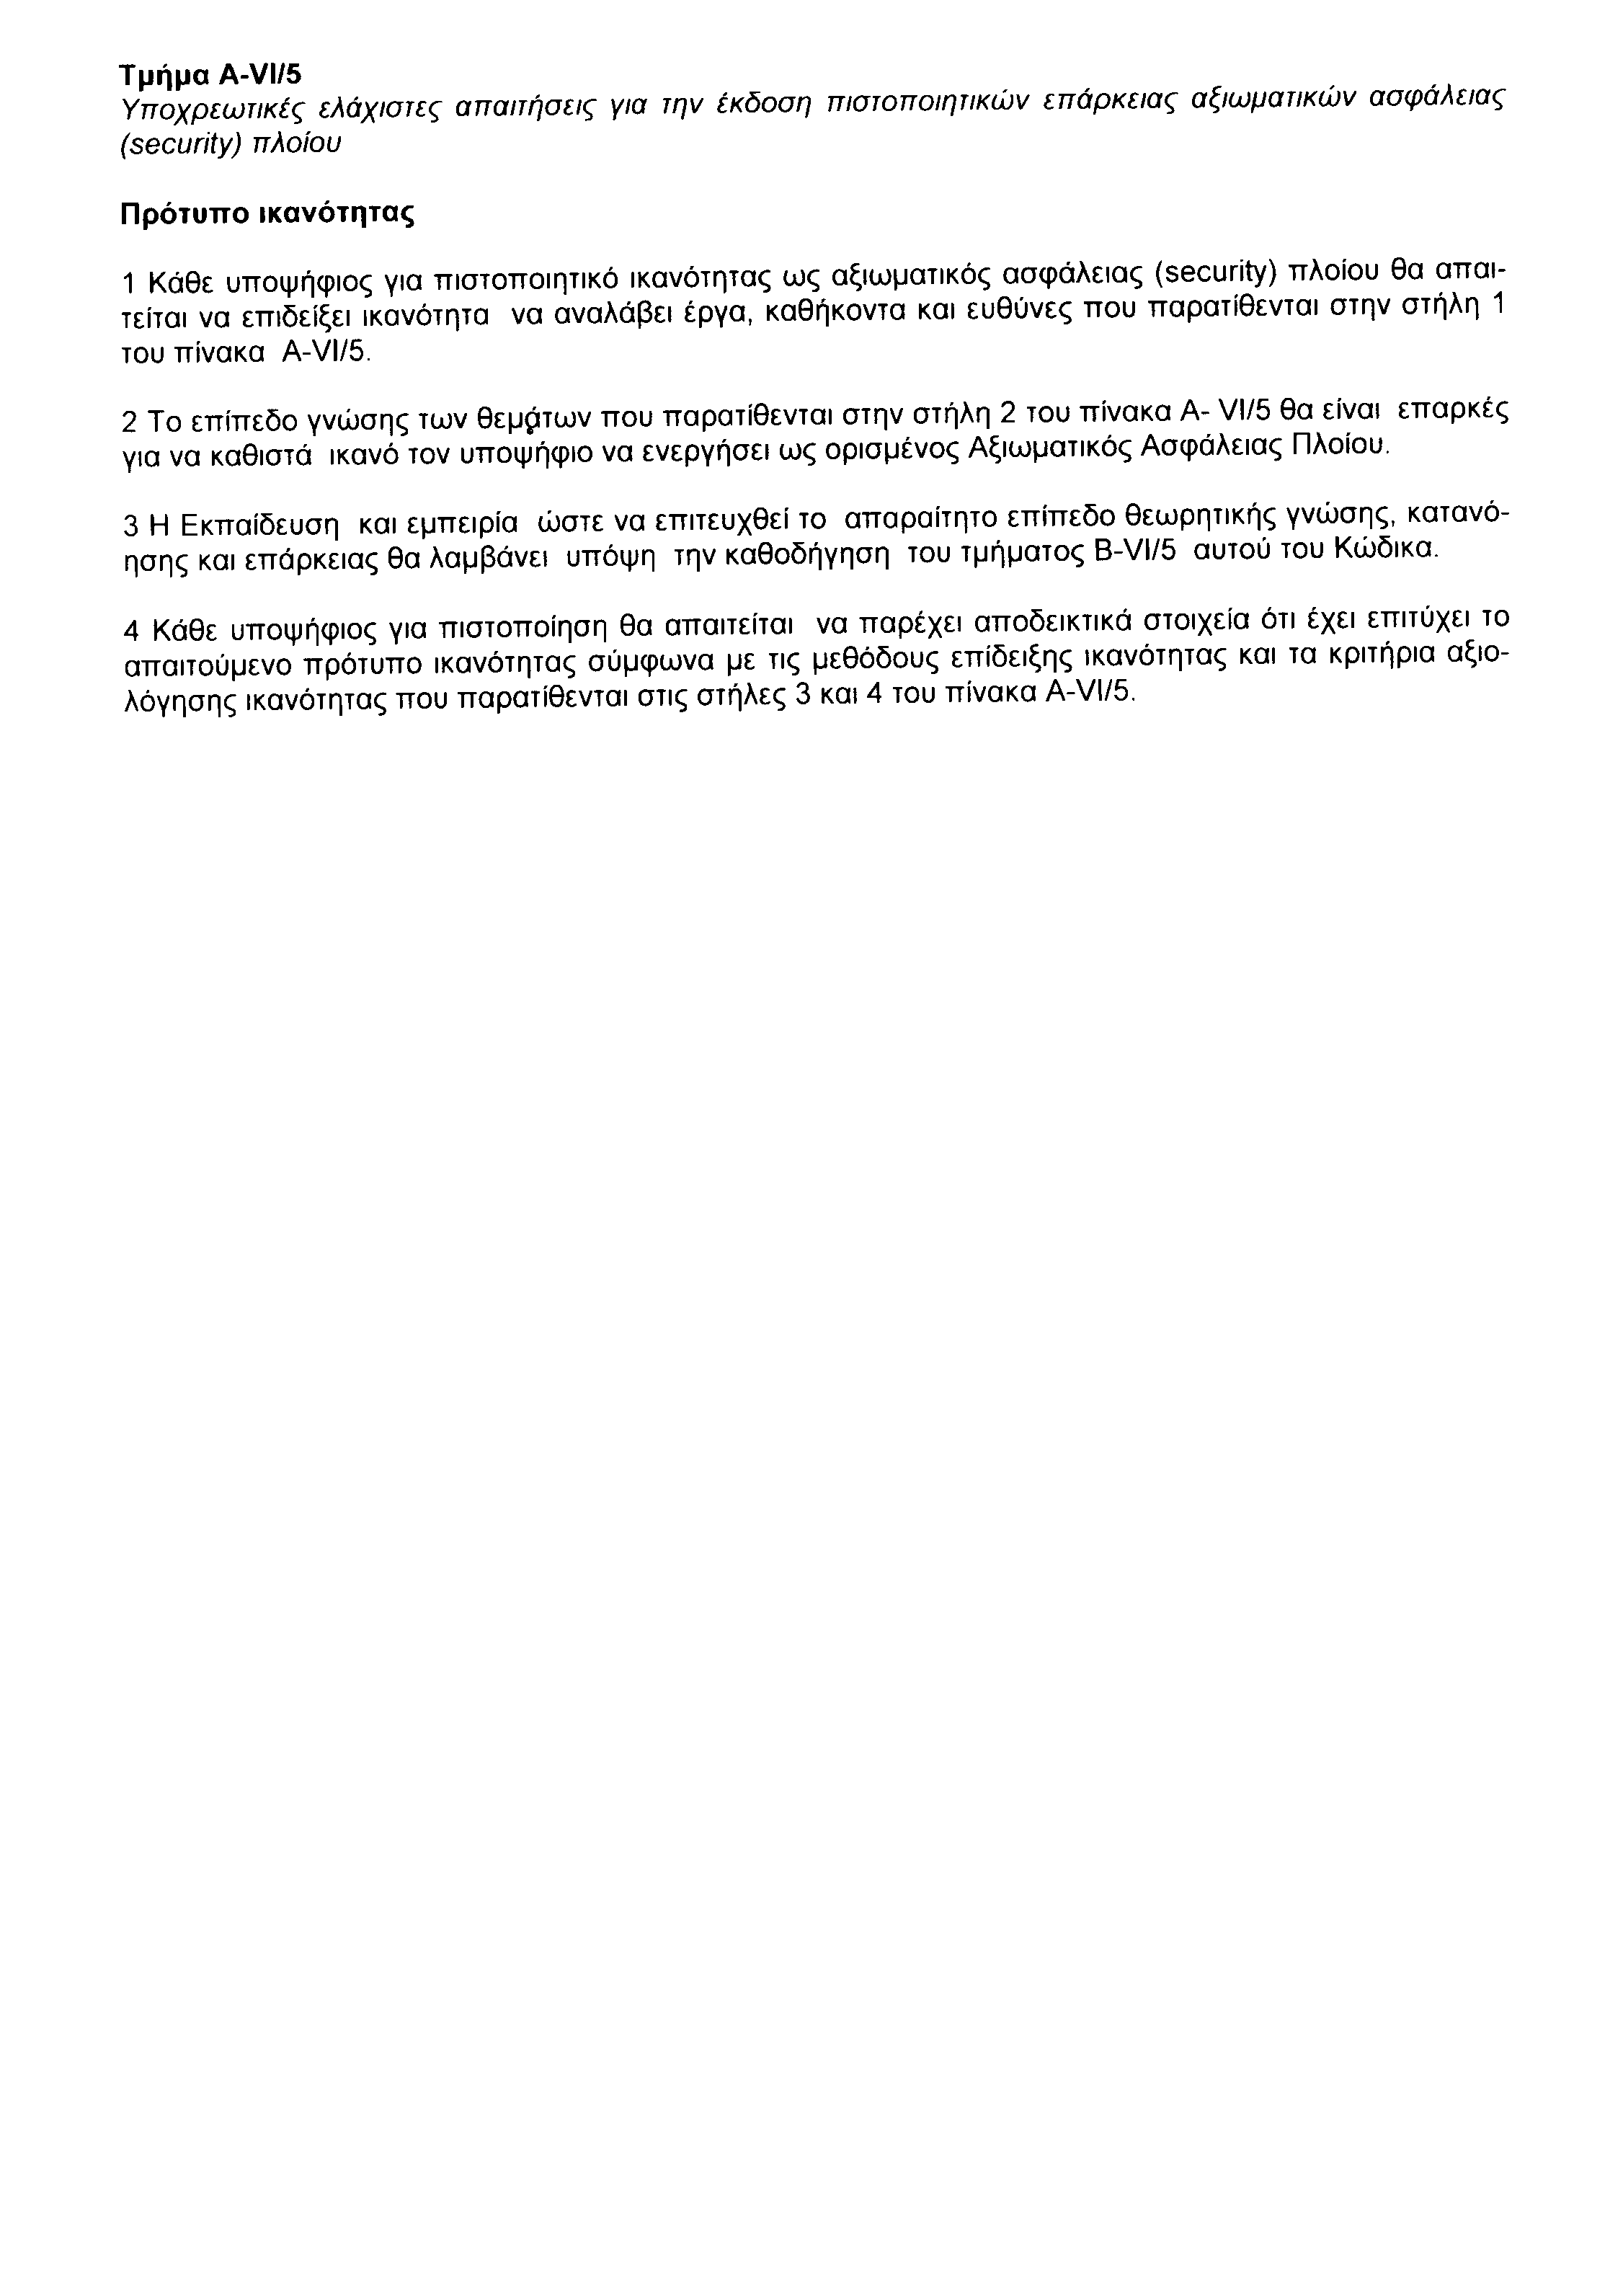 Τμήμα Α-VI/5
Υποχρεωτικές ελάχιστες απαιτήσεις για την έκδοση πιστοποιητικών επάρκειας αξιωματικών ασφάλειας
(security) πλοίου
Πρότυπο ικανότητας
1 Κάθε υποψήφιος για πιστοποιητικό ικανότητας ως αξιωματικός ασφάλειας (security) πλοίου θα απαι-
τείται να επιδείξει ικανότητα να αναλάβει έργα, καθήκοντα και ευθύνες που παρατίθενται στην στήλη 1
του πίνακα Α-VI/5.
2 Το επίπεδο γνώσης των θεμάτων που παρατίθενται στην στήλη 2 του πίνακα Α- VI/5 θα είναι επαρκές
για να καθιστά ικανό τον υποψήφιο να ενεργήσει ως ορισμένος Αξιωματικός Ασφάλειας Πλοίου.
3 Η Εκπαίδευση και εμπειρία ώστε να επιτευχθεί το απαραίτητο επίπεδο θεωρητικής γνώσης, κατανό-
ησης και επάρκειας θα λαμβάνει υπόψη την καθοδήγηση του τμήματος Β-VI/5 αυτού του Κώδικα.
4 Κάθε υποψήφιος για πιστοποίηση θα απαιτείται να παρέχει αποδεικτικά στοιχεία ότι έχει επιτύχει το
απαιτούμενο πρότυπο ικανότητας σύμφωνα με τις μεθόδους επίδειξης ικανότητας και τα κριτήρια αξιο-
λόγησης ικανότητας που παρατίθενται στις στήλες 3 και 4 του πίνακα Α-VI/5.